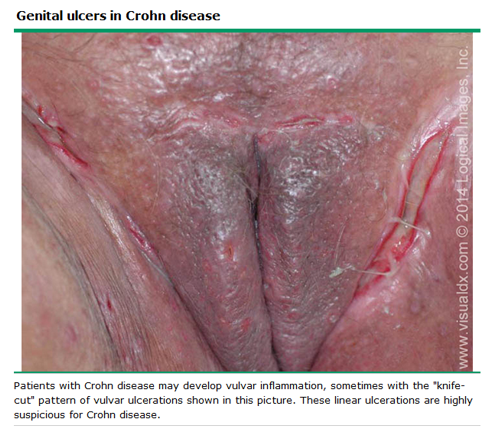 Genital ulcers in Crohn disease
www.visualdx.com © 2014 Logical Images, Inc.
Patients with Crohn disease may develop vulvar inflammation, sometimes with the "knife-
cut" pattern of vulvar ulcerations shown in this picture. These linear ulcerations are highly
suspicious for Crohn disease.